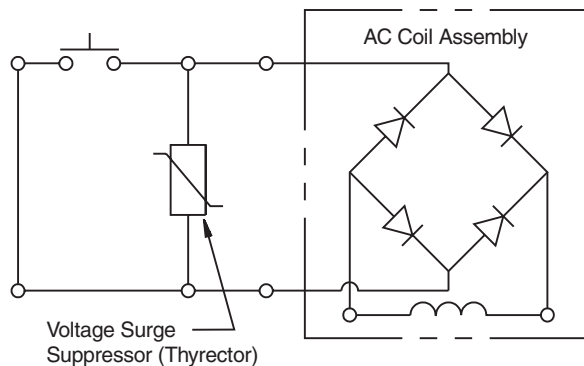 AC Coil Assembly
Voltage Surge
Suppressor (Thyrector)